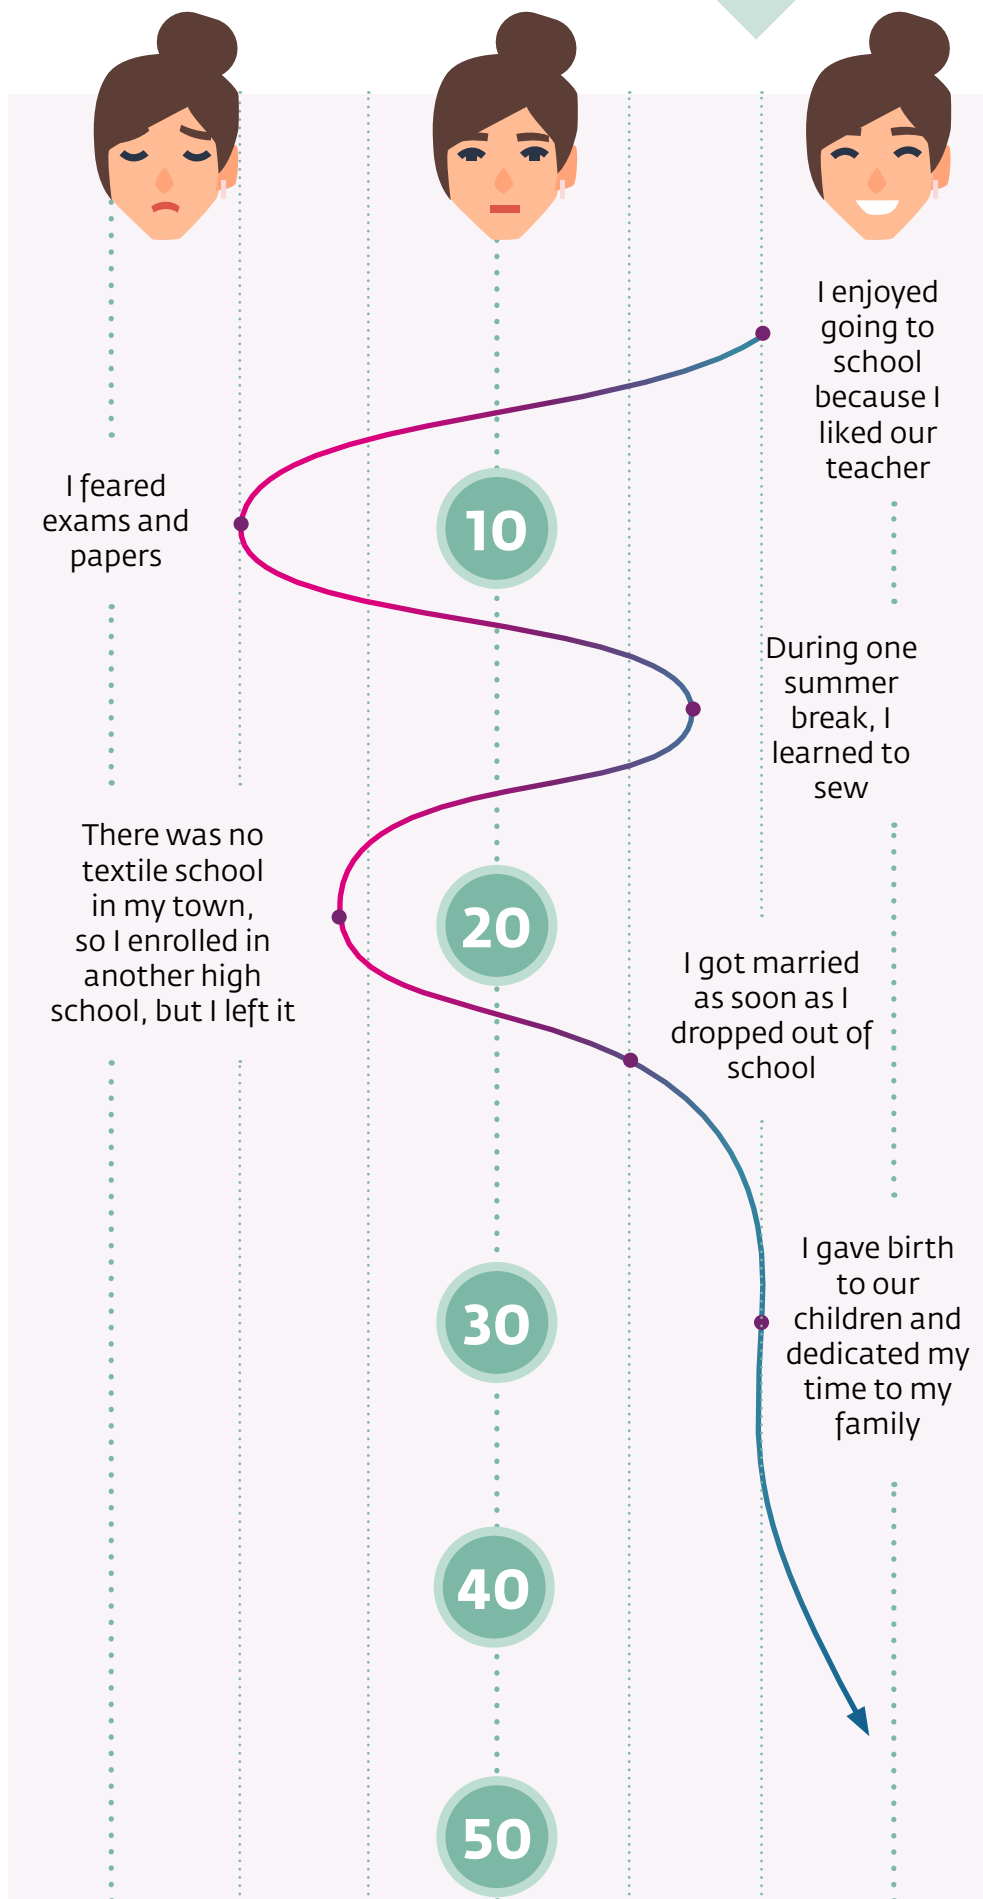 I enjoyed
going to
school
because I
liked our
teacher
I feared
exams and
papers
10
During one
summer
break, I
learned to
sew
There was no
textile school
in my town,
so I enrolled in
another high
school, but I left it
20
I got married
as soon as I
dropped out of
school
I gave birth
to our
children and
dedicated my
time to my
family
30
40
50